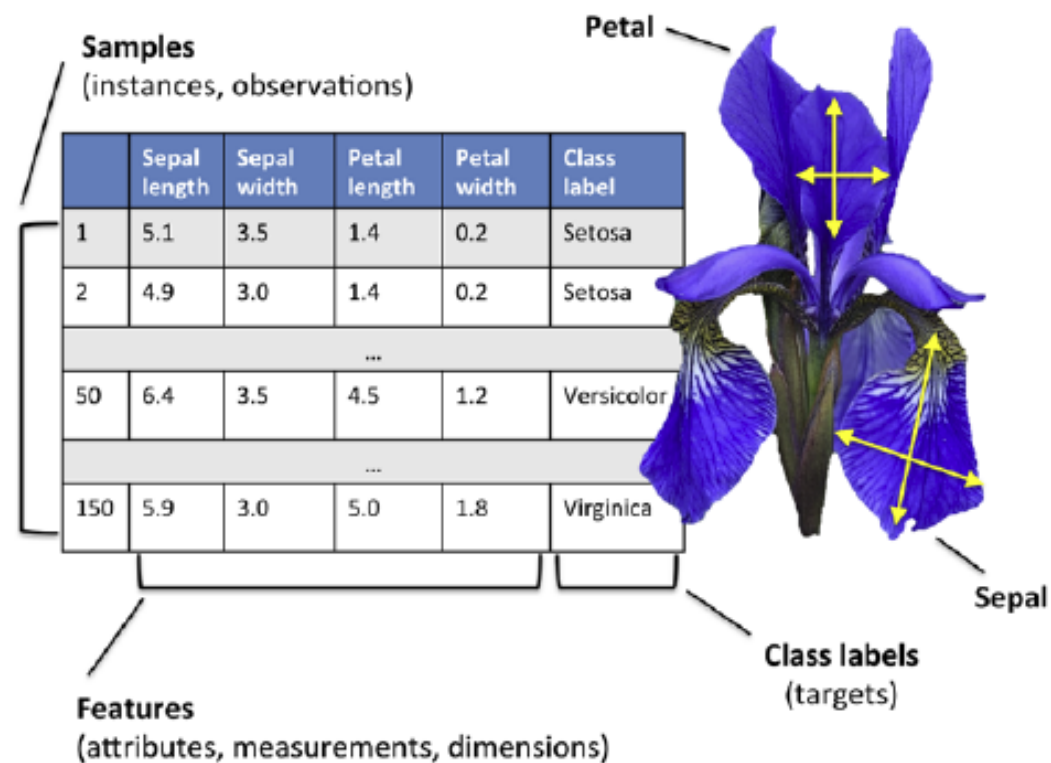 Samples
(instances, observations)
Petal
Sepal length Sepal width Petal length Petal width Class label
1 5.1 3.5 1.4 0.2 Setosa
2 4.9 3.0 1.4 0.2 Setosa
...
50 6.4 3.5 4.5 1.2 Versicolor
...
150 5.9 3.0 5.0 1.8 Virginica
Sepal
Class labels
(targets)
Features
(attributes, measurements, dimensions)